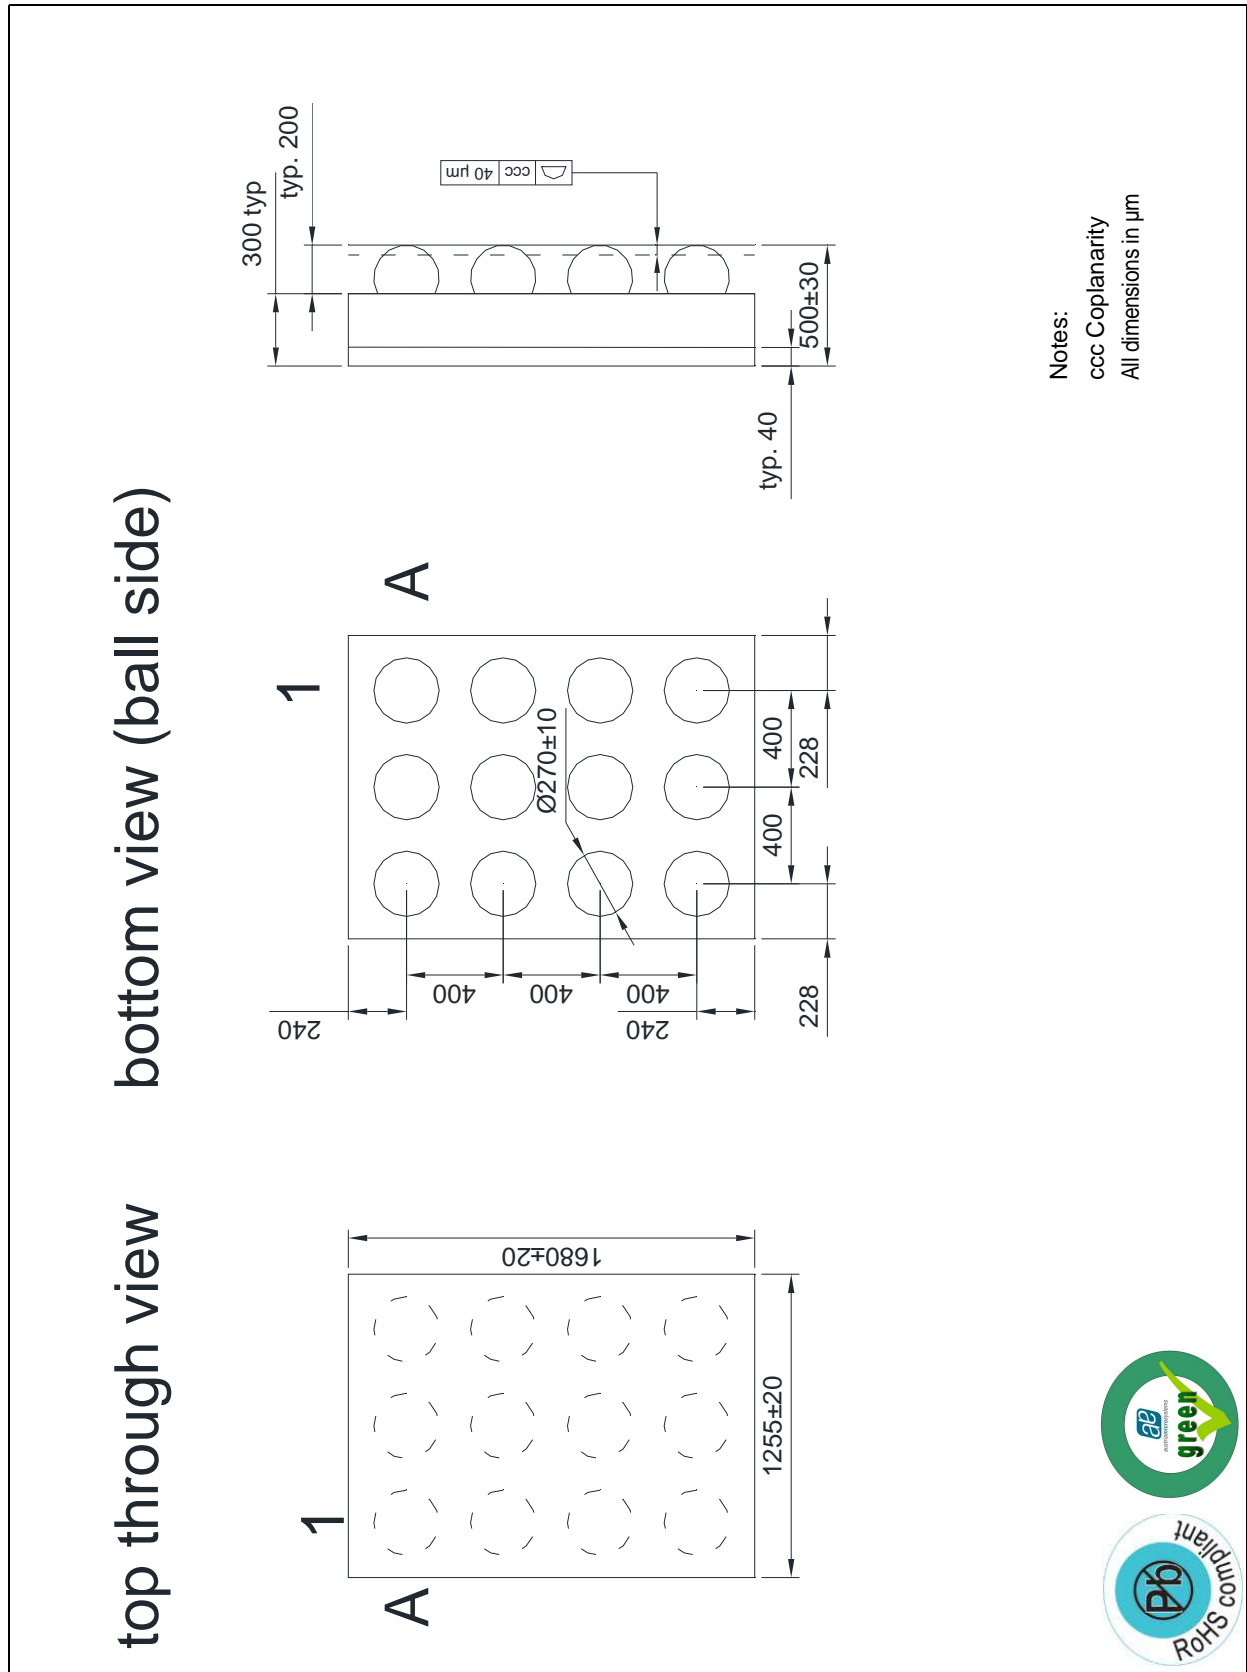 top through view
bottom view (ball side)
1
A
1680±20
1255±20
1
A
240
400
400
400
240
Ø270±10
400
400
228
228
300 typ
typ. 200
40 µm ccc
500±30
typ. 40
Notes:
ccc Coplanarity
All dimensions in µm
Pb
RoHS compliant
austriamicrosystems
green